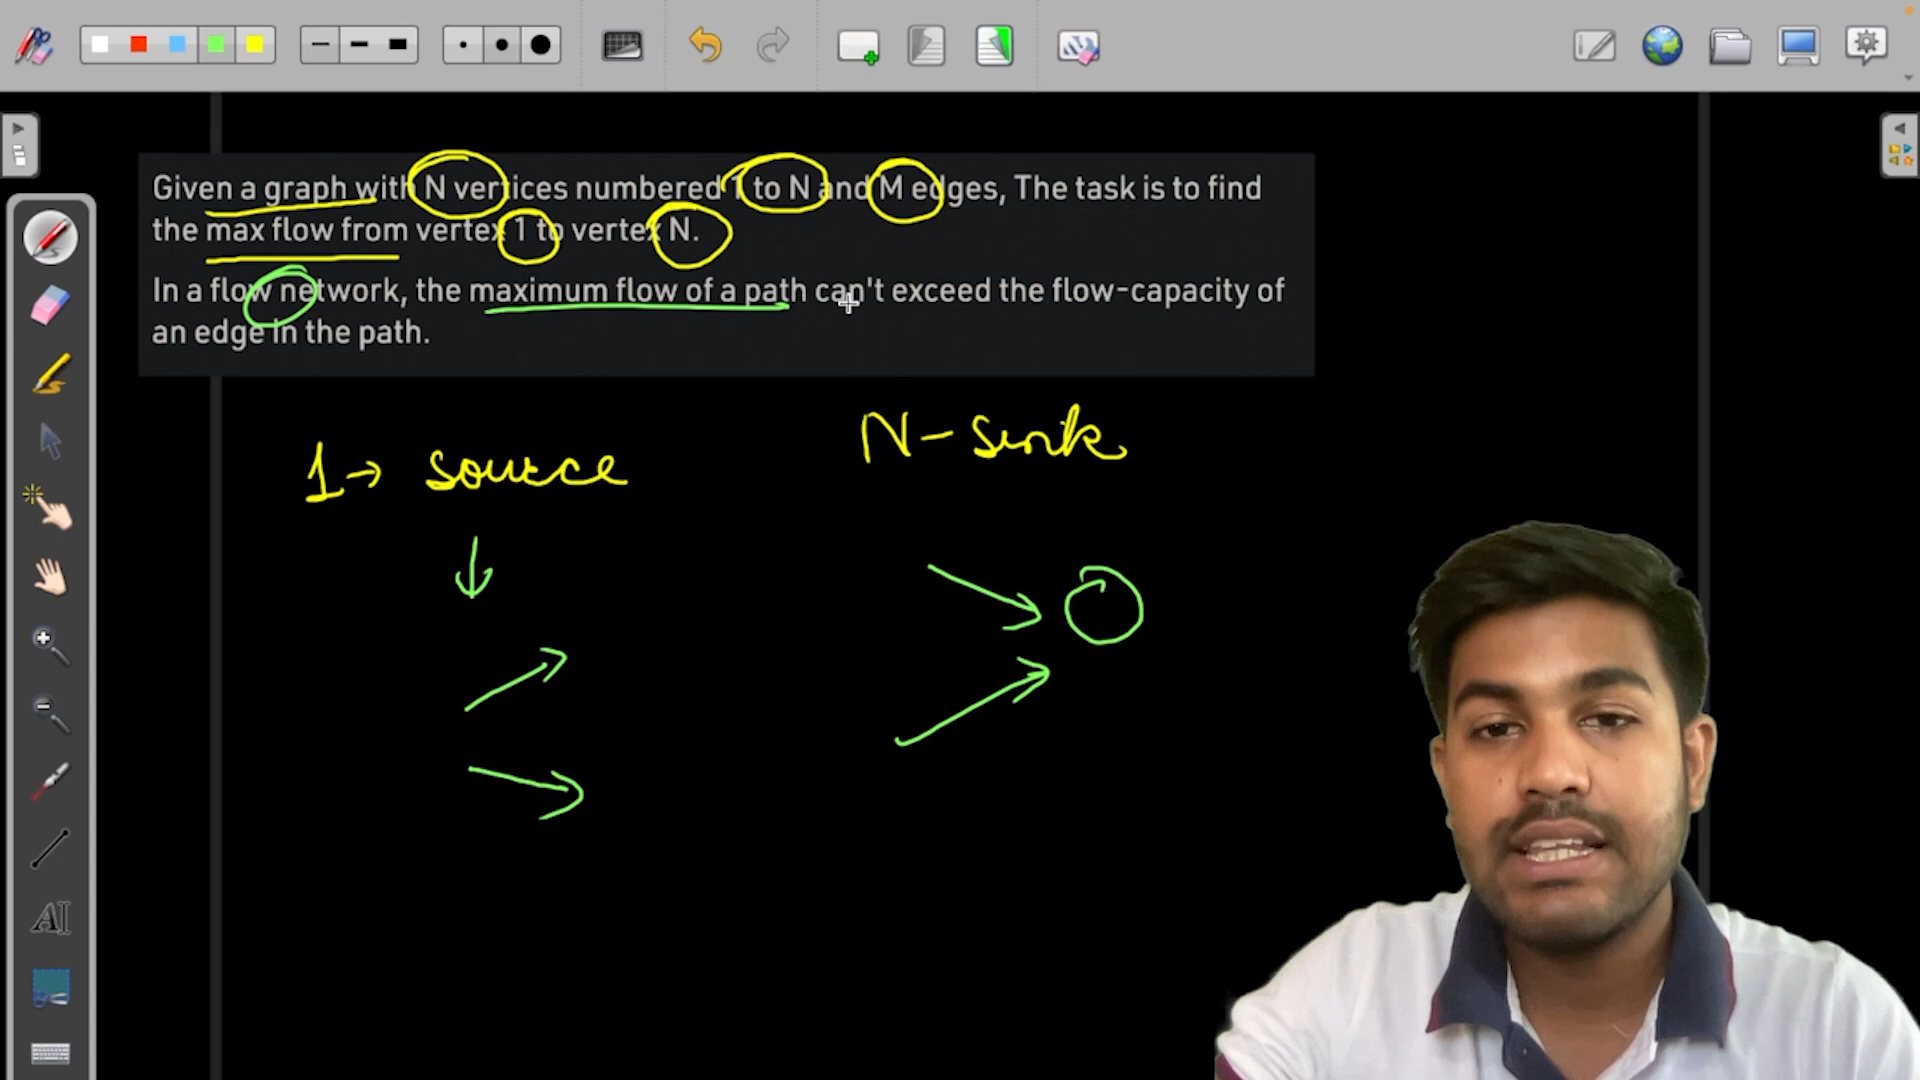 Given a graph with N vertices numbered 1 to N and M edges, The task is to find
the max flow from vertex 1 to vertex N.
In a flow network, the maximum flow of a path can't exceed the flow-capacity of
an edge in the path.
1→ source
N-sink
AI